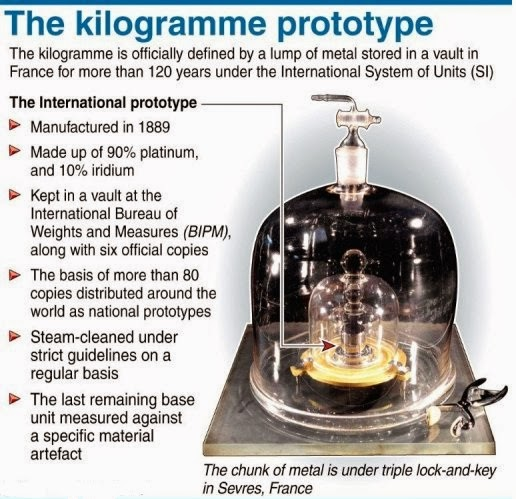 The kilogramme prototype
The kilogramme is officially defined by a lump of metal stored in a vault in
France for more than 120 years under the International System of Units (SI)
The International prototype
Manufactured in 1889
Made up of 90% platinum,
and 10% iridium
Kept in a vault at the
International Bureau of
Weights and Measures (BIPM),
along with six official copies
The basis of more than 80
copies distributed around the
world as national prototypes
Steam-cleaned under
strict guidelines on a
regular basis
The last remaining base
unit measured against
a specific material
artefact
The chunk of metal is under triple lock-and-key
in Sevres, France